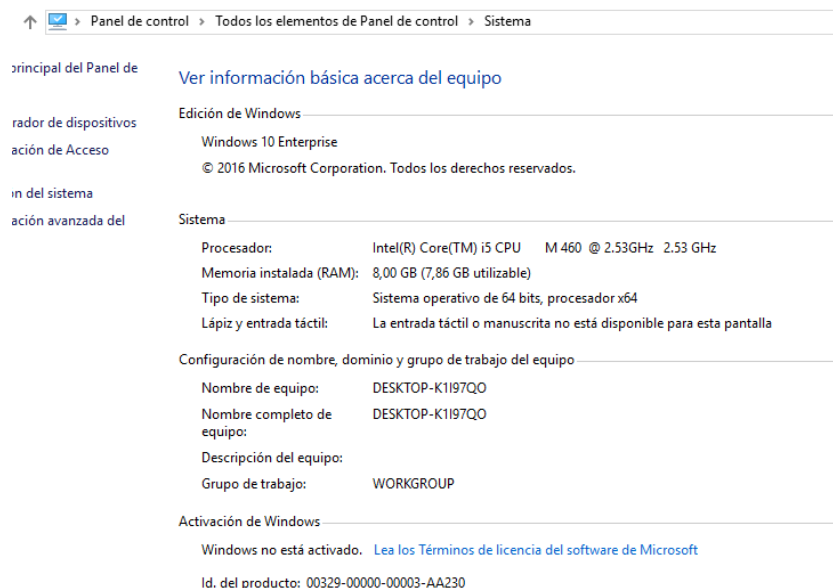 Panel de control > Todos los elementos de Panel de control > Sistema
principal del Panel de
Ver información básica acerca del equipo
rador de dispositivos
ación de Acceso
ón del sistema
ación avanzada del
Edición de Windows
Windows 10 Enterprise
© 2016 Microsoft Corporation. Todos los derechos reservados.
Sistema
Procesador: Intel(R) Core(TM) i5 CPU M 460 @ 2.53GHz 2.53 GHz
Memoria instalada (RAM): 8,00 GB (7,86 GB utilizable)
Tipo de sistema: Sistema operativo de 64 bits, procesador x64
Lápiz y entrada táctil: La entrada táctil o manuscrita no está disponible para esta pantalla
Configuración de nombre, dominio y grupo de trabajo del equipo
Nombre de equipo: DESKTOP-K1I97QO
Nombre completo de DESKTOP-K1I97QO
equipo:
Descripción del equipo:
Grupo de trabajo: WORKGROUP
Activación de Windows
Windows no está activado. Lea los Términos de licencia del software de Microsoft
Id. del producto: 00329-00000-00003-AA230